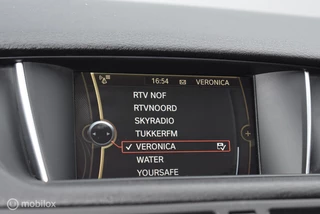 16:54 VERONICA
RTV NOF
RTVNOORD
SKYRADIO
TUKKERFM
✓ VERONICA
WATER
YOURSAFE
© Mobilox